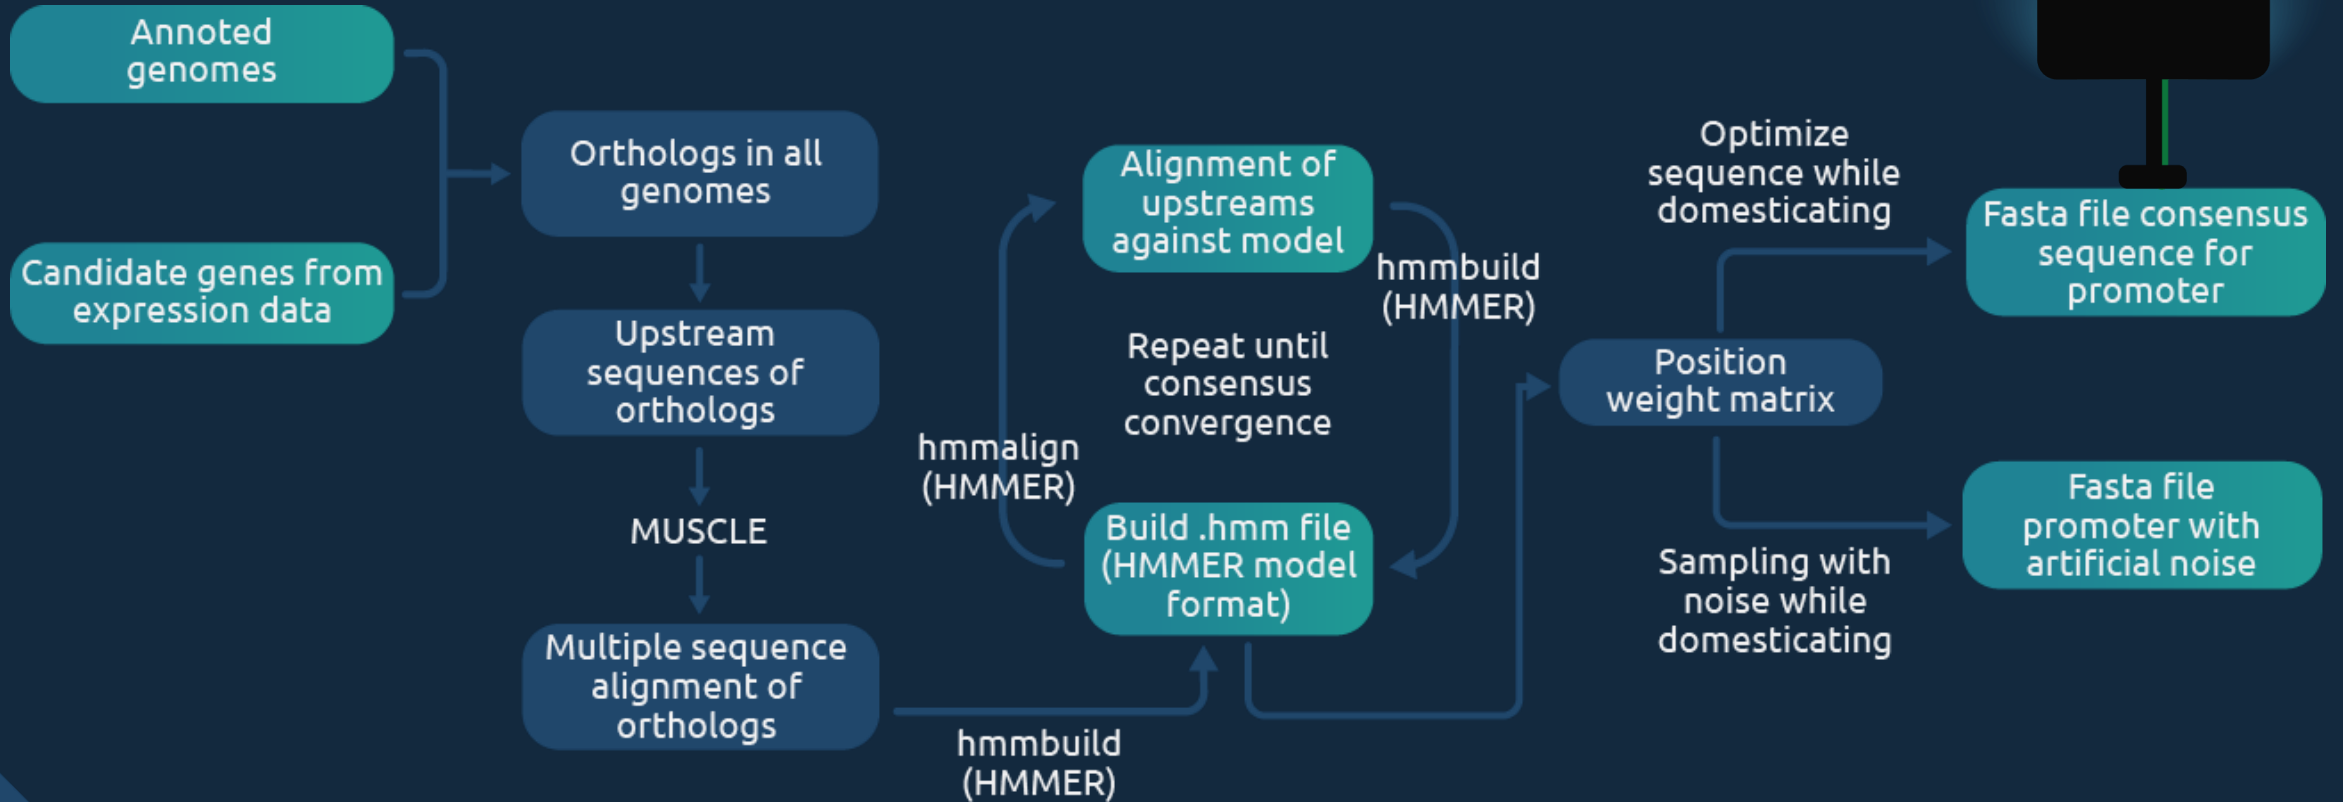 Annoted
genomes
Candidate genes from
expression data
Orthologs in all
genomes
Upstream
sequences of
orthologs
MUSCLE
Multiple sequence
alignment of
orthologs
hmmbuild
(HMMER)
hmmalign
(HMMER)
Alignment of
upstreams
against model
hmmbuild
(HMMER)
Repeat until
consensus
convergence
Build .hmm file
(HMMER model
format)
Position
weight matrix
Optimize
sequence while
domesticating
Fasta file consensus
sequence for
promoter
Sampling with
noise while
domesticating
Fasta file
promoter with
artificial noise